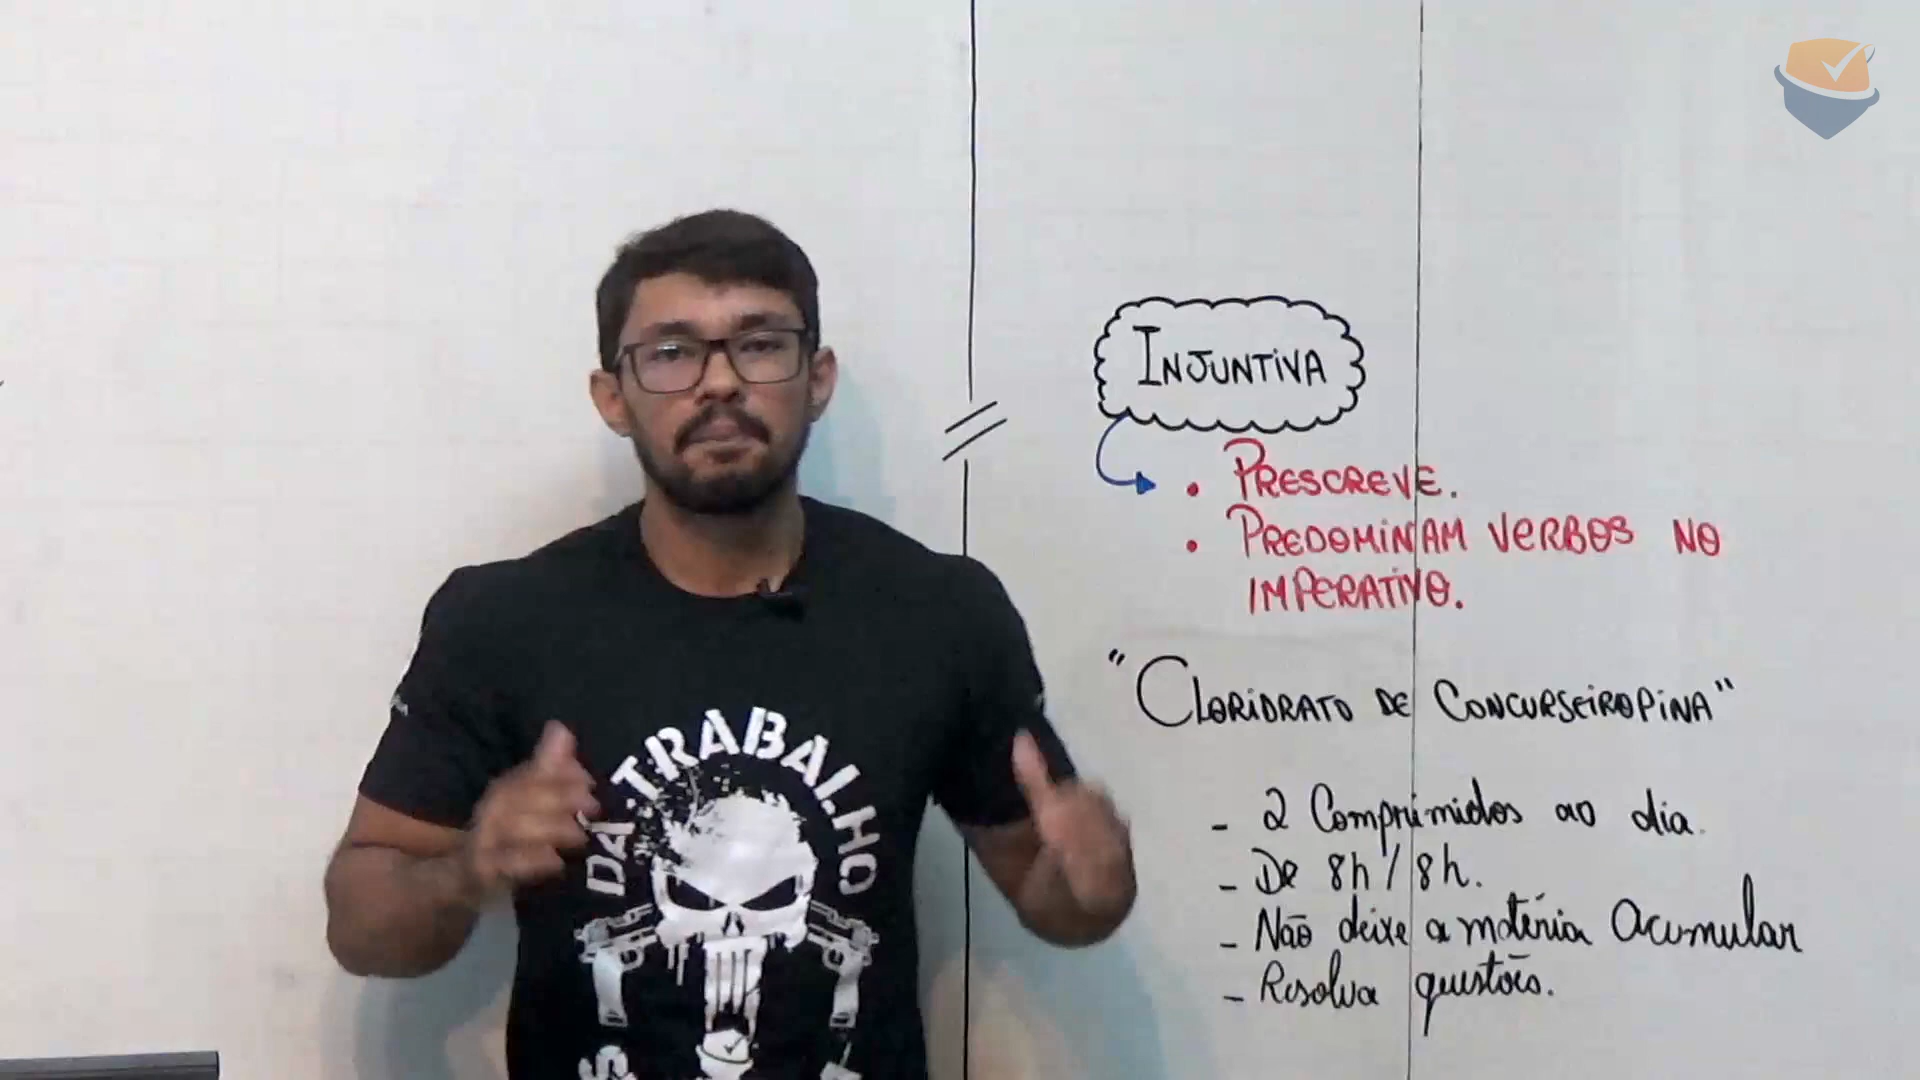 INJUNTIVA
• PRESCREVE.
• PREDOMINAM VERBOS NO
IMPERATIVO.
"CLORIDRATO DE CONCURSEIROPINA"
- 2 Comprimidos ao dia.
- De 8h / 8h.
- Não deixe a matéria Acumular
- Resolva questões.
DÁ TRABALHO